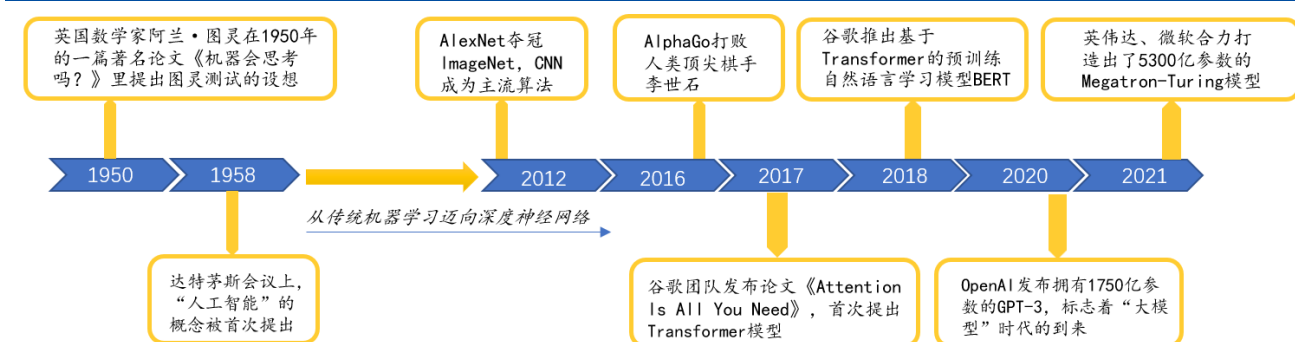 英国数学家阿兰·图灵在1950年
的一篇著名论文《机器会思考
吗？》里提出图灵测试的设想
AlexNet夺冠
ImageNet，CNN
成为主流算法
AlphaGo打败
人类顶尖棋手
李世石
谷歌推出基于
Transformer的预训练
自然语言学习模型BERT
英伟达、微软合力打
造出了5300亿参数的
Megatron-Turing模型
1950
1958
2012
2016
2017
2018
2020
2021
从传统机器学习迈向深度神经网络
达特茅斯会议上，
“人工智能”的
概念被首次提出
谷歌团队发布论文《Attention
Is All You Need》，首次提出
Transformer模型
OpenAI发布拥有1750亿参
数的GPT-3，标志着“大模
型”时代的到来